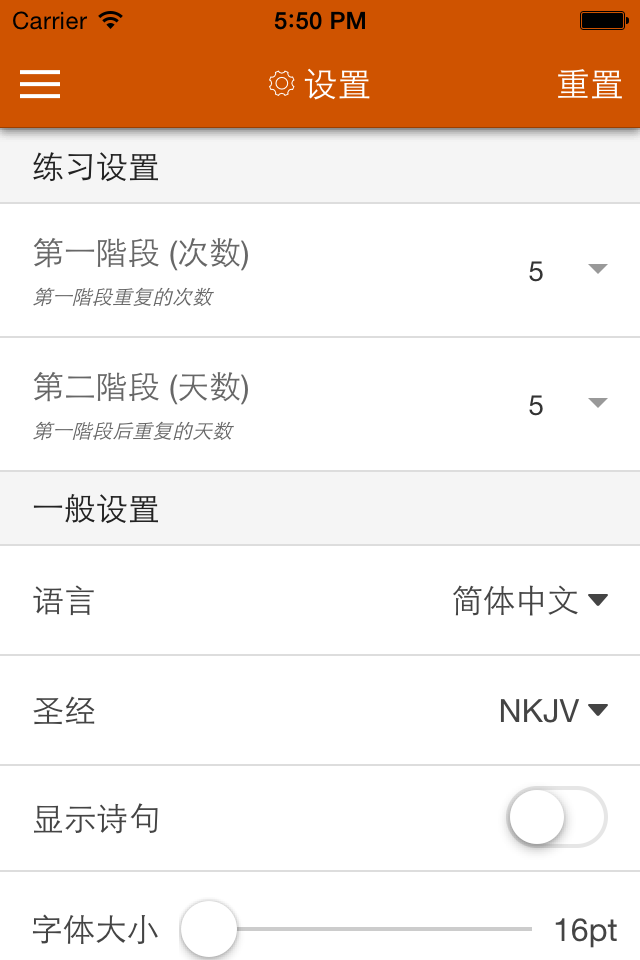 Carrier 5:50 PM
设置 重置
练习设置
第一階段 (次数) 5
第一階段重复的次数
第二階段 (天数) 5
第一階段后重复的天数
一般设置
语言 简体中文
圣经 NKJV
显示诗句
字体大小 16pt